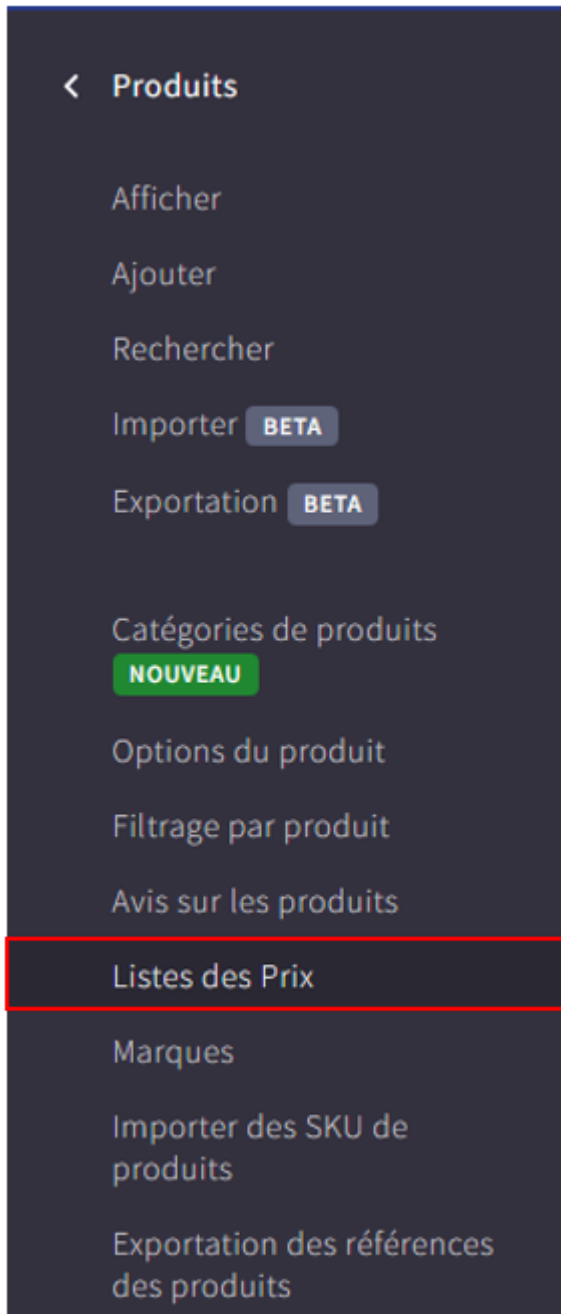 Produits
Afficher
Ajouter
Rechercher
Importer BETA
Exportation BETA
Catégories de produits
NOUVEAU
Options du produit
Filtrage par produit
Avis sur les produits
Listes des Prix
Marques
Importer des SKU de
produits
Exportation des références
des produits